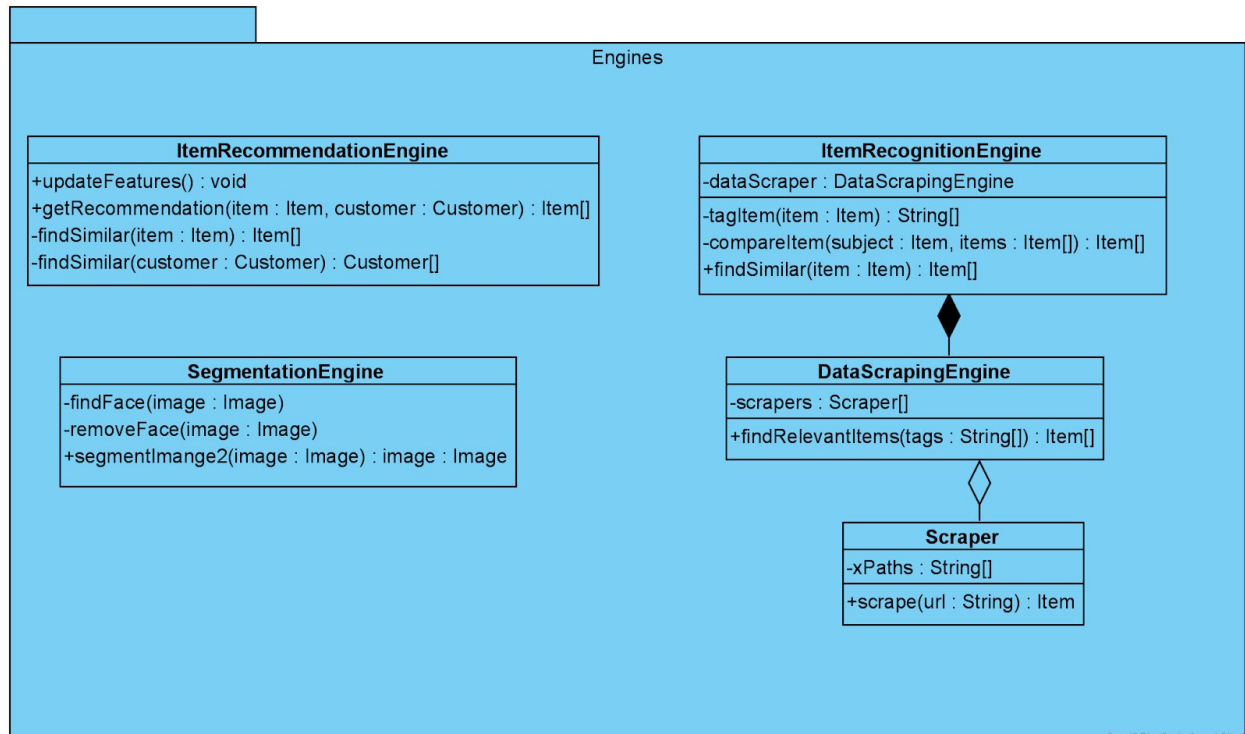 Engines
ItemRecommendationEngine
+updateFeatures() : void
+getRecommendation(item : Item, customer : Customer) : Item[]
-findSimilar(item : Item) : Item[]
-findSimilar(customer : Customer) : Customer[]
ItemRecognitionEngine
-dataScraper : DataScrapingEngine
-tagItem(item : Item) : String[]
-compareItem(subject : Item, items : Item[]) : Item[]
+findSimilar(item : Item) : Item[]
SegmentationEngine
-findFace(image : Image)
-removeFace(image : Image)
+segmentImange2(image : Image) : image : Image
DataScrapingEngine
-scrapers : Scraper[]
+findRelevantItems(tags : String[]) : Item[]
Scraper
-xPaths : String[]
+scrape(url : String) : Item